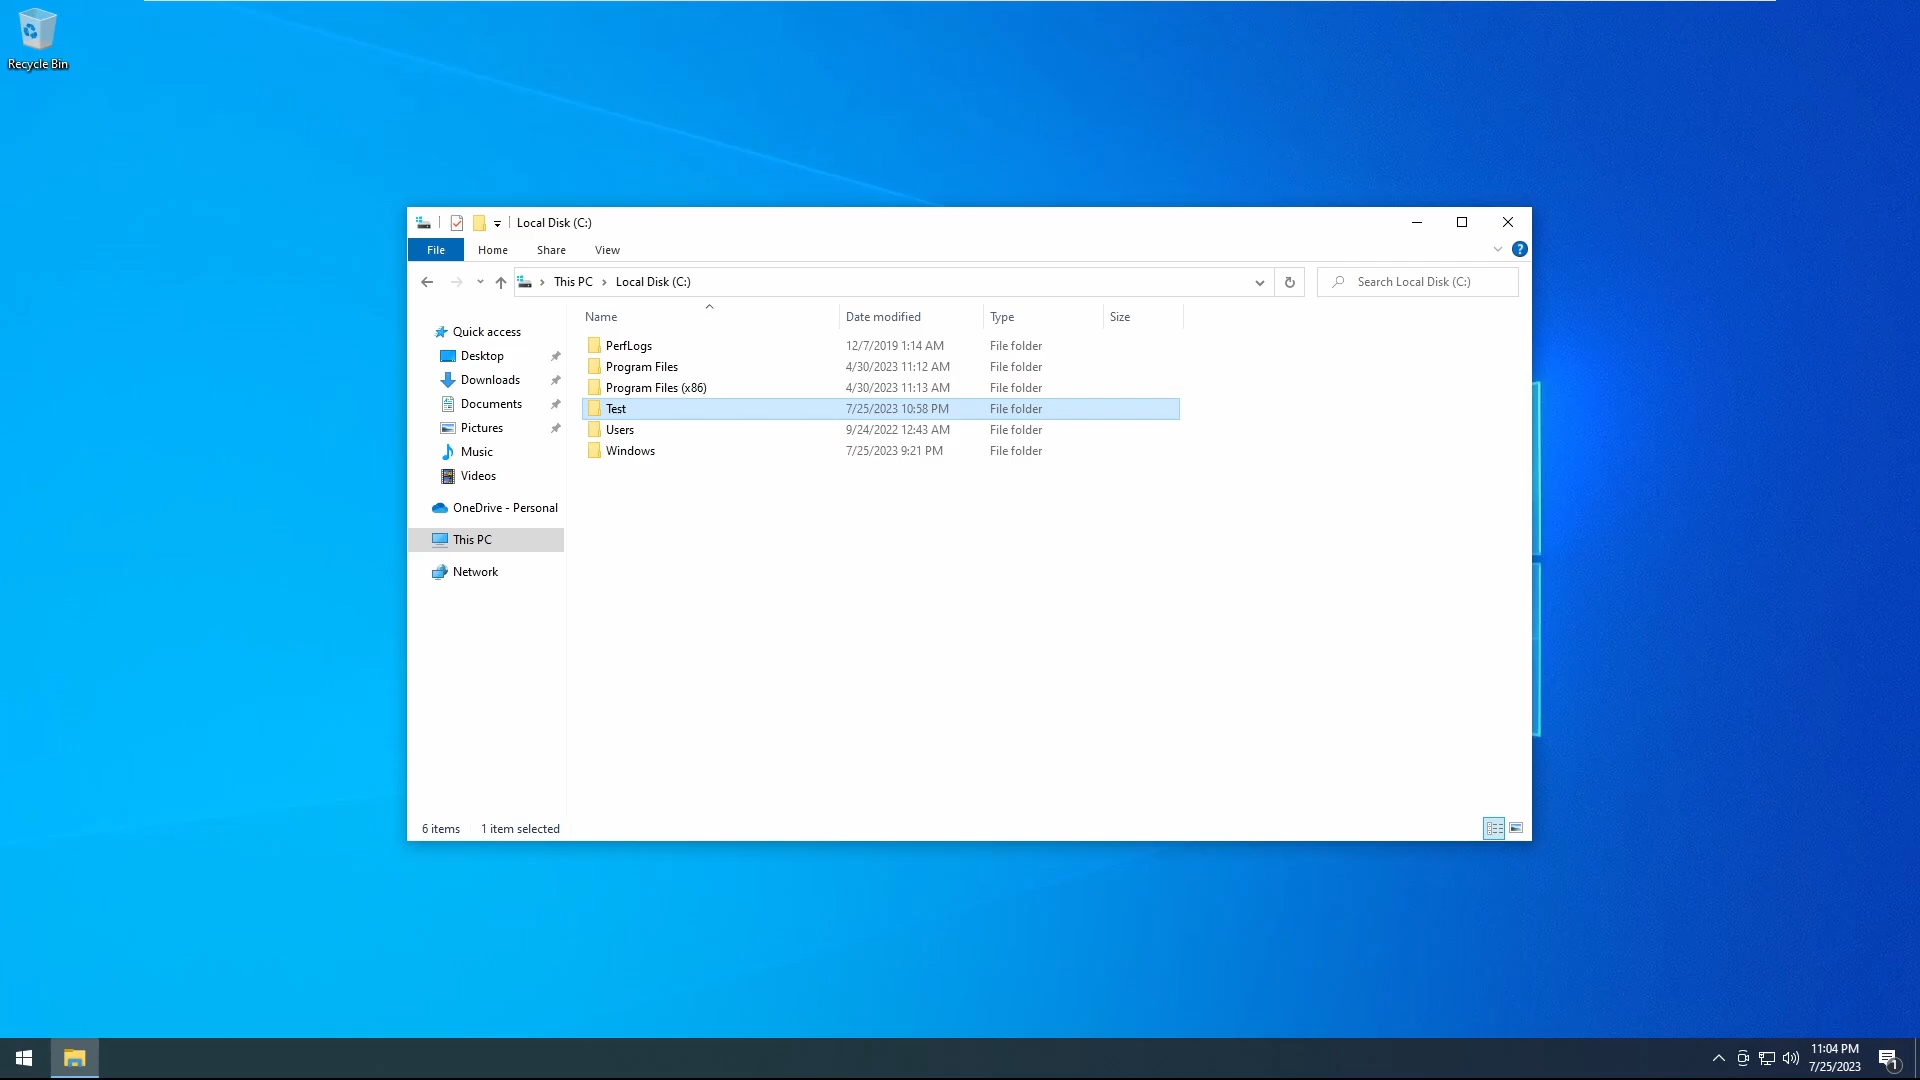 Recycle Bin
Local Disk (C:)
File Home Share View
?
This PC Local Disk (C:)
Search Local Disk (C:)
Name Date modified Type Size
Quick access
Desktop
Downloads
Documents
Pictures
Music
Videos
OneDrive - Personal
This PC
Network
PerfLogs 12/7/2019 1:14 AM File folder
Program Files 4/30/2023 11:12 AM File folder
Program Files (x86) 4/30/2023 11:13 AM File folder
Test 7/25/2023 10:58 PM File folder
Users 9/24/2022 12:43 AM File folder
Windows 7/25/2023 9:21 PM File folder
6 items 1 item selected
11:04 PM
7/25/2023
1